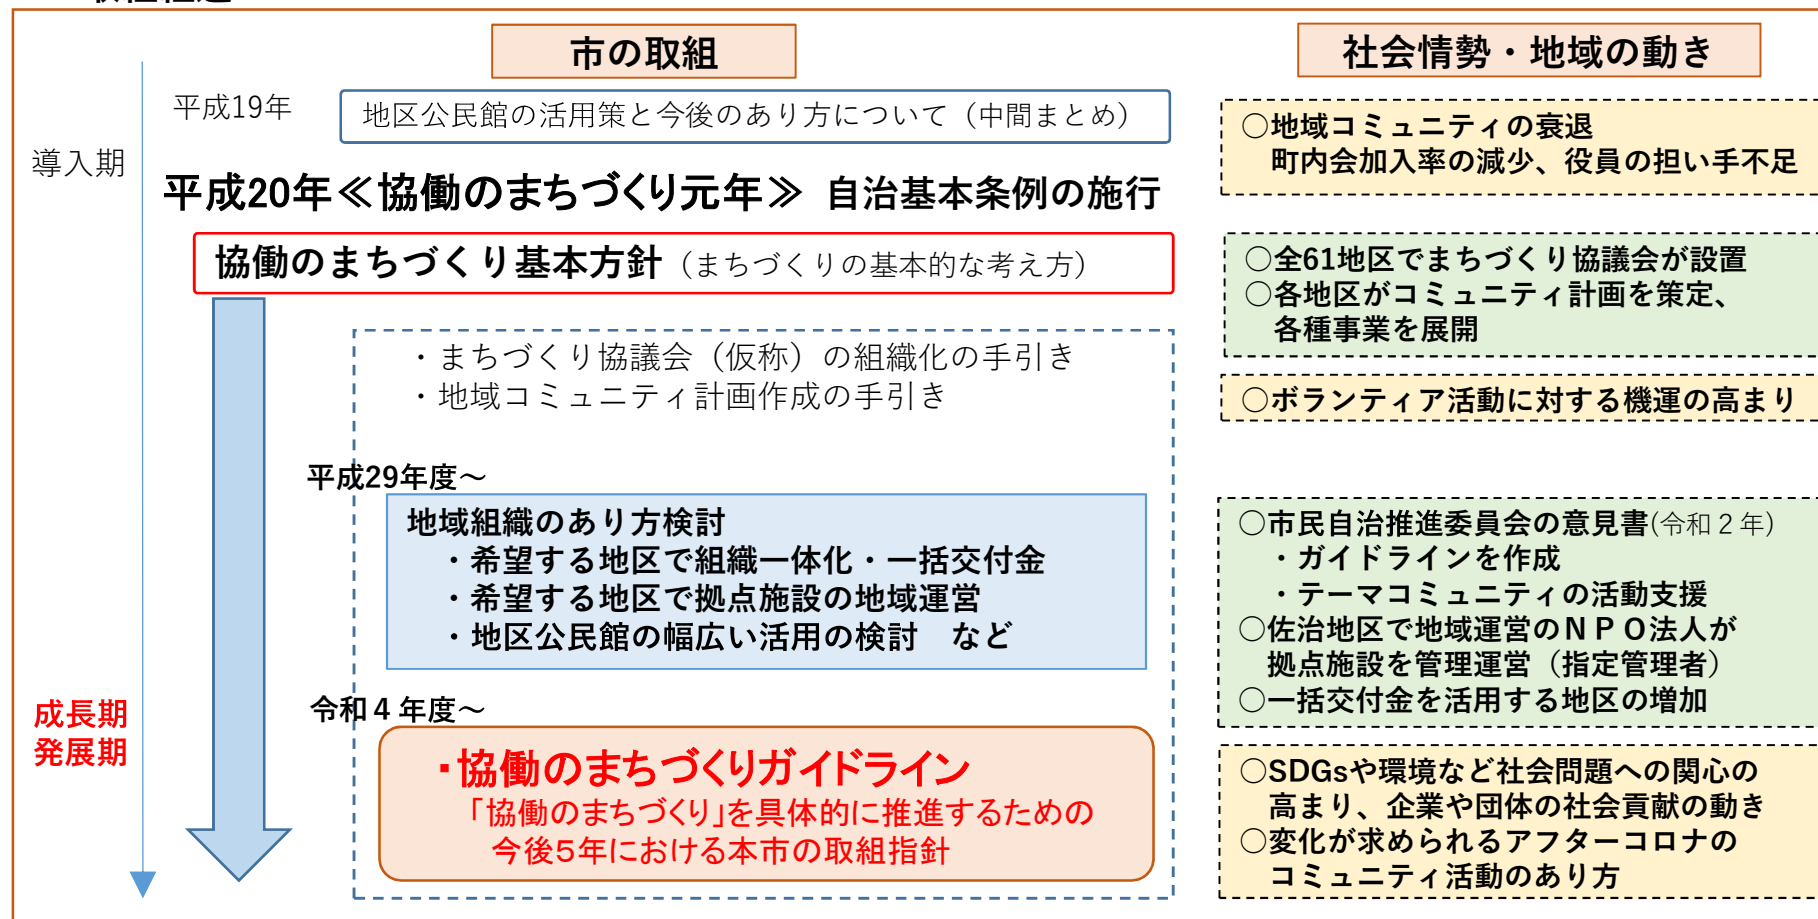 市の取組
社会情勢・地域の動き
導入期
平成19年
地区公民館の活用策と今後のあり方について（中間まとめ）
平成20年≪協働のまちづくり元年≫ 自治基本条例の施行
協働のまちづくり基本方針（まちづくりの基本的な考え方）
・まちづくり協議会（仮称）の組織化の手引き
・地域コミュニティ計画作成の手引き
平成29年度～
地域組織のあり方検討
・希望する地区で組織一体化・一括交付金
・希望する地区で拠点施設の地域運営
・地区公民館の幅広い活用の検討　など
成長期
発展期
令和４年度～
・協働のまちづくりガイドライン
「協働のまちづくり」を具体的に推進するための
今後5年における本市の取組指針
○地域コミュニティの衰退
町内会加入率の減少、役員の担い手不足
○全61地区でまちづくり協議会が設置
○各地区がコミュニティ計画を策定、
各種事業を展開
○ボランティア活動に対する機運の高まり
○市民自治推進委員会の意見書(令和２年)
・ガイドラインを作成
・テーマコミュニティの活動支援
○佐治地区で地域運営のＮＰＯ法人が
拠点施設を管理運営（指定管理者）
○一括交付金を活用する地区の増加
○SDGsや環境など社会問題への関心の
高まり、企業や団体の社会貢献の動き
○変化が求められるアフターコロナの
コミュニティ活動のあり方